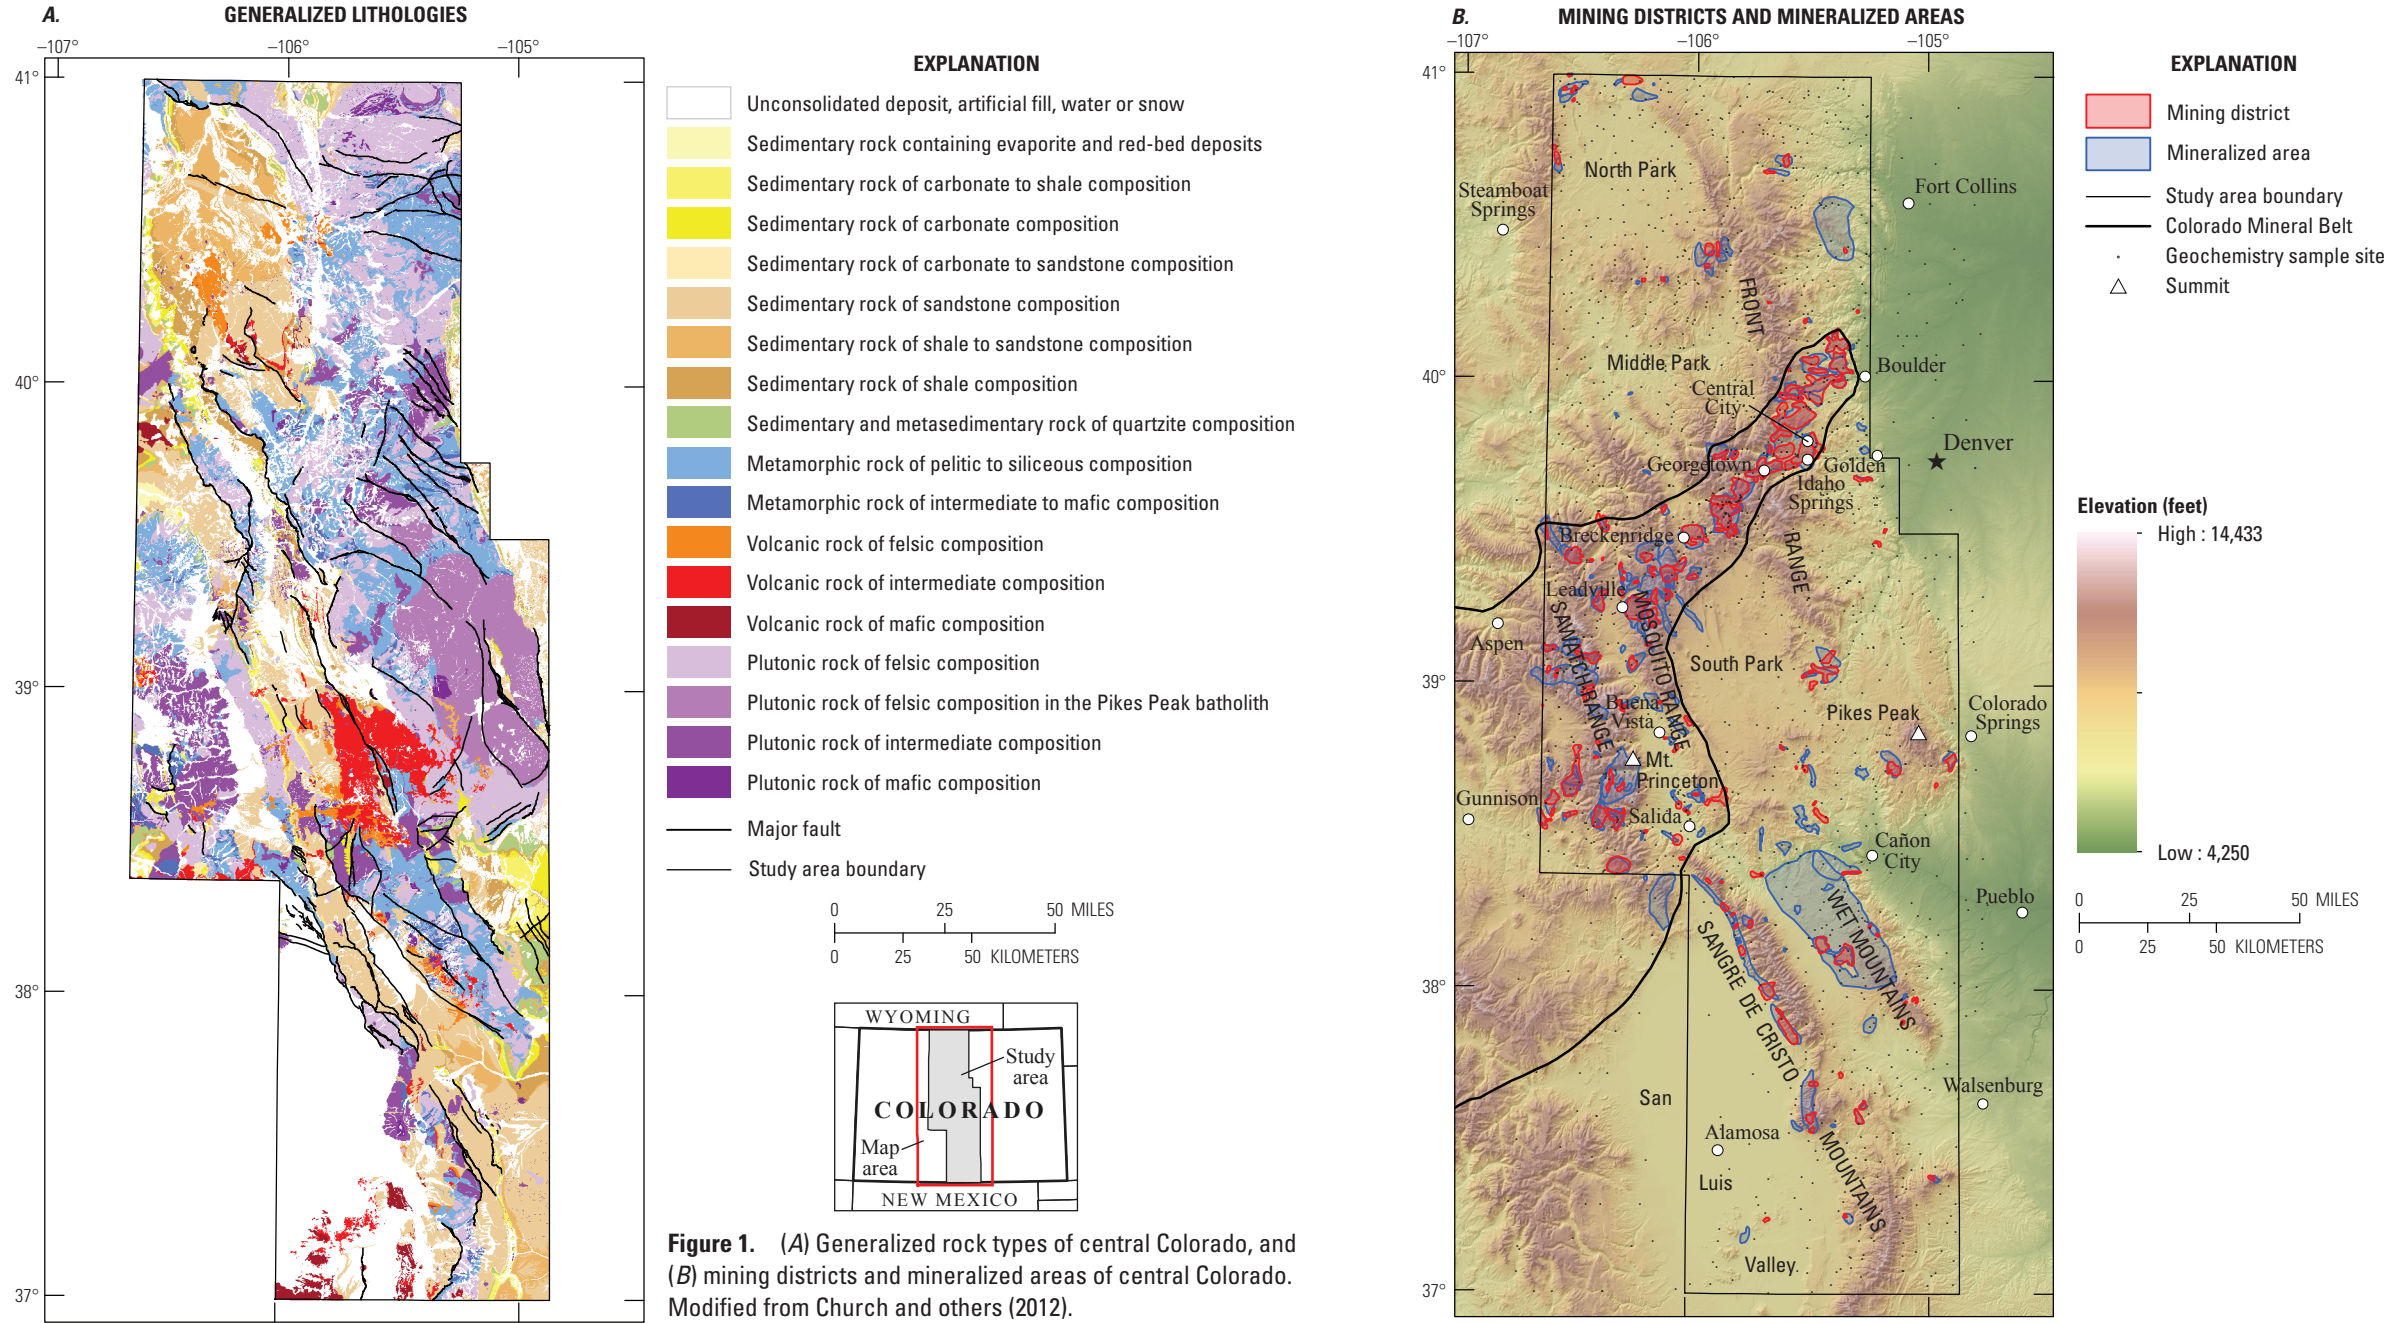 A.
GENERALIZED LITHOLOGIES
–107°
–106°
–105°
41°
40°
39°
38°
37°
EXPLANATION
Unconsolidated deposit, artificial fill, water or snow
Sedimentary rock containing evaporite and red-bed deposits
Sedimentary rock of carbonate to shale composition
Sedimentary rock of carbonate composition
Sedimentary rock of carbonate to sandstone composition
Sedimentary rock of sandstone composition
Sedimentary rock of shale to sandstone composition
Sedimentary rock of shale composition
Sedimentary and metasedimentary rock of quartzite composition
Metamorphic rock of pelitic to siliceous composition
Metamorphic rock of intermediate to mafic composition
Volcanic rock of felsic composition
Volcanic rock of intermediate composition
Volcanic rock of mafic composition
Plutonic rock of felsic composition
Plutonic rock of felsic composition in the Pikes Peak batholith
Plutonic rock of intermediate composition
Plutonic rock of mafic composition
Major fault
Study area boundary
0 25 50 MILES
0 25 50 KILOMETERS
WYOMING
Study
area
COLORADO
Map
area
NEW MEXICO
Figure 1. (A) Generalized rock types of central Colorado, and
(B) mining districts and mineralized areas of central Colorado.
Modified from Church and others (2012).
B.
MINING DISTRICTS AND MINERALIZED AREAS
–107°
–106°
–105°
41°
40°
39°
38°
37°
North Park
Steamboat
Springs
Fort Collins
FRONT
Middle Park
Boulder
Central
City
Denver
Georgetown
Golden
Idaho
Springs
Breckenridge
RANGE
Leadville
SAWATCH RANGE
MOSQUITO RANGE
Aspen
South Park
Buena
Vista
Pikes Peak
Colorado
Springs
Mt.
Princeton
Gunnison
Salida
Cañon
City
WET MOUNTAINS
Pueblo
SANGRE DE CRISTO
MOUNTAINS
San
Luis
Valley
Walsenburg
Alamosa
EXPLANATION
Mining district
Mineralized area
Study area boundary
Colorado Mineral Belt
Geochemistry sample site
Summit
Elevation (feet)
High : 14,433
Low : 4,250
0 25 50 MILES
0 25 50 KILOMETERS